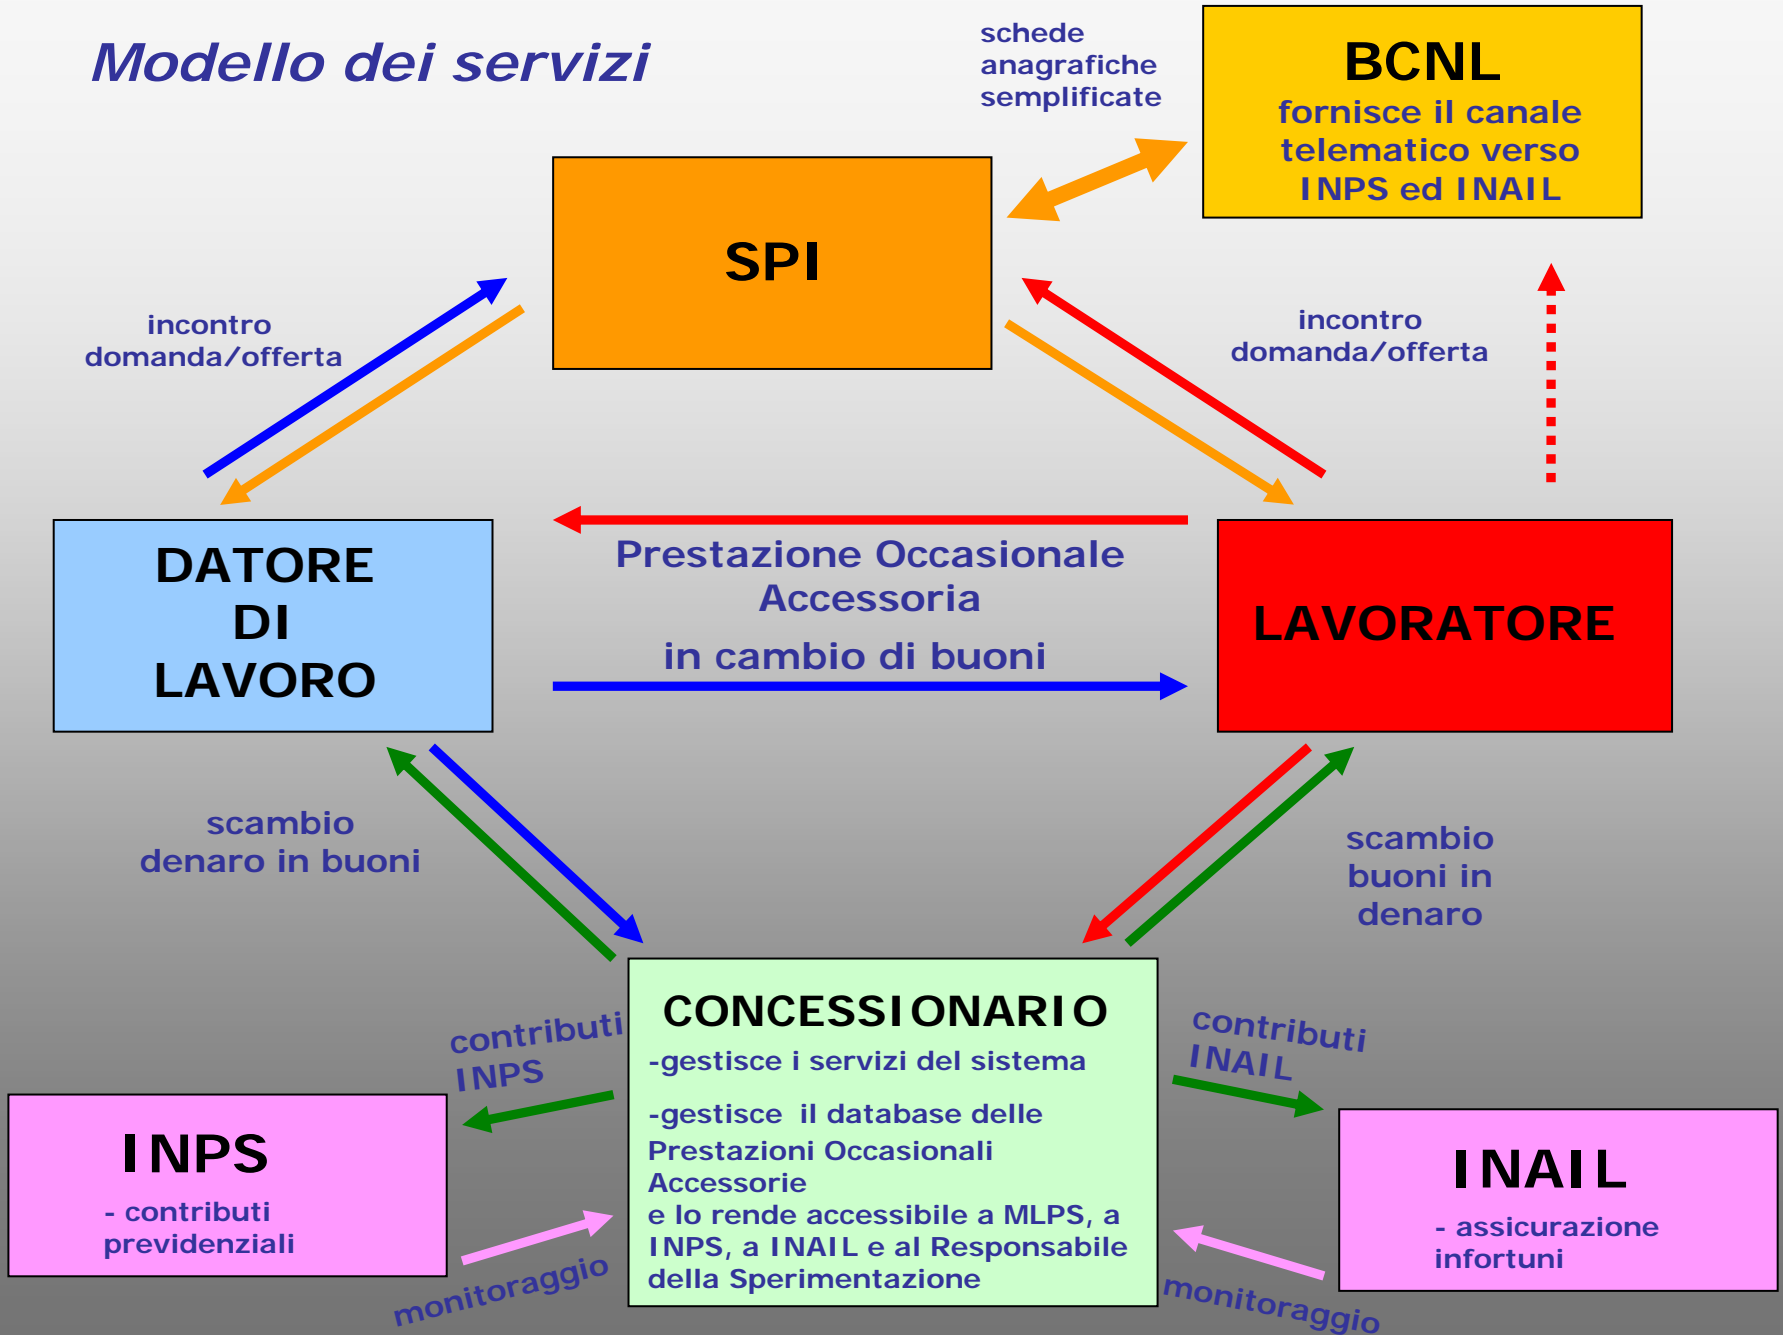 Modello dei servizi
schede
anagrafiche
semplificate
BCNL
fornisce il canale
telematico verso
INPS ed INAIL
SPI
incontro
domanda/offerta
incontro
domanda/offerta
DATORE
DI
LAVORO
Prestazione Occasionale
Accessoria
in cambio di buoni
LAVORATORE
scambio
denaro in buoni
scambio
buoni in
denaro
CONCESSIONARIO
-gestisce i servizi del sistema
-gestisce il database delle
Prestazioni Occasionali
Accessorie
e lo rende accessibile a MLPS, a
INPS, a INAIL e al Responsabile
della Sperimentazione
contributi
INPS
contributi
INAIL
INPS
- contributi
previdenziali
monitoraggio
INAIL
- assicurazione
infortuni
monitoraggio